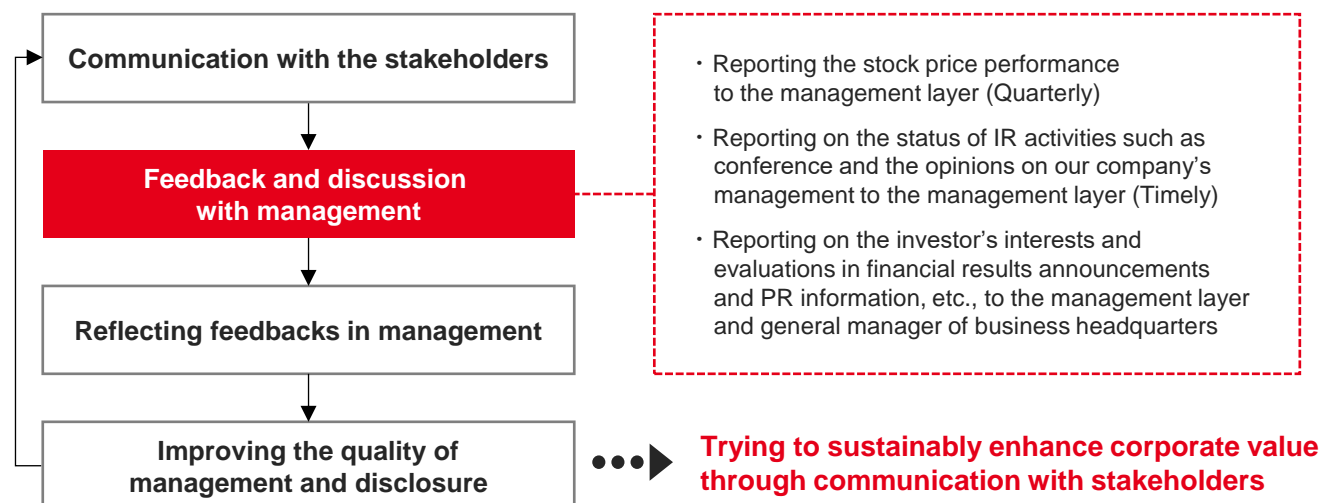 Communication with the stakeholders
Feedback and discussion
with management
Reflecting feedbacks in management
Improving the quality of
management and disclosure
・Reporting the stock price performance
to the management layer (Quarterly)
・Reporting on the status of IR activities such as
conference and the opinions on our company’s
management to the management layer (Timely)
・Reporting on the investor’s interests and
evaluations in financial results announcements
and PR information, etc., to the management layer
and general manager of business headquarters
Trying to sustainably enhance corporate value
through communication with stakeholders